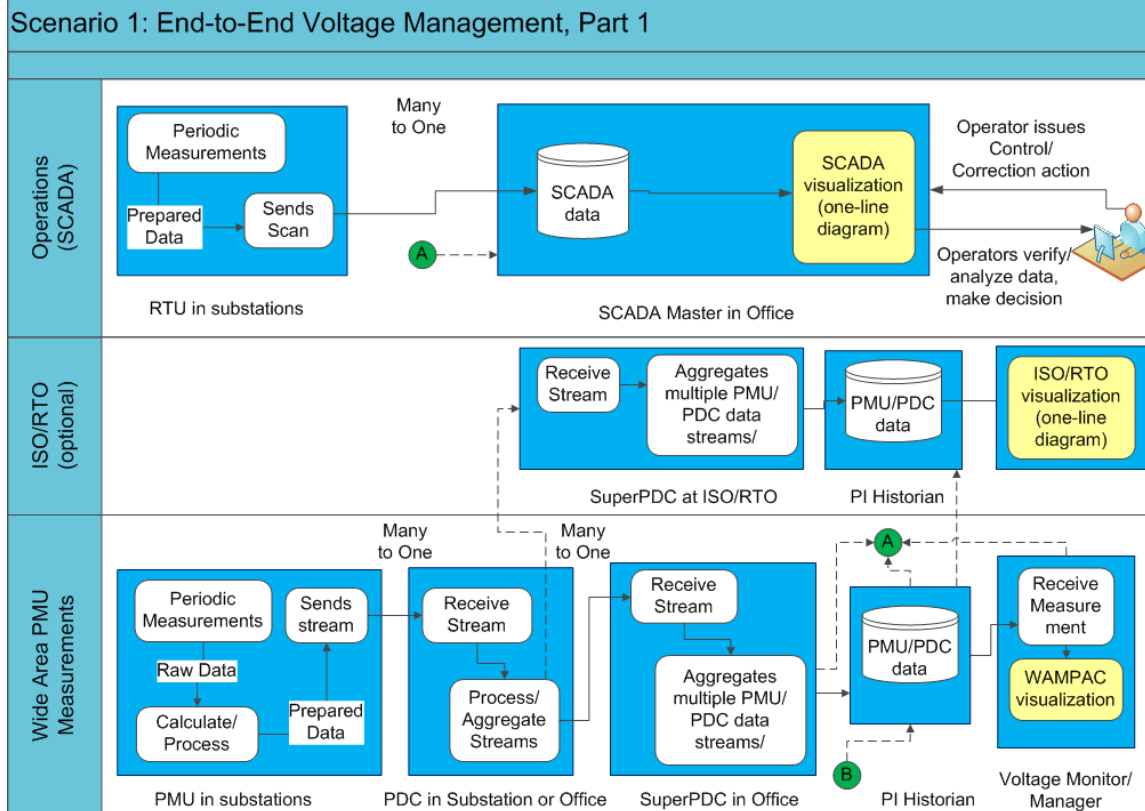 Scenario 1: End-to-End Voltage Management, Part 1
Operations
(SCADA)
Periodic
Measurements
Prepared
Data
Sends
Scan
RTU in substations
Many
to One
A
SCADA
data
SCADA
visualization
(one-line
diagram)
SCADA Master in Office
Operator issues
Control/
Correction action
Operators verify/
analyze data,
make decision
ISO/RTO
(optional)
Receive
Stream
Aggregates
multiple PMU/
PDC data
streams/
SuperPDC at ISO/RTO
PMU/PDC
data
PI Historian
ISO/RTO
visualization
(one-line
diagram)
Wide Area PMU
Measurements
Periodic
Measurements
Raw Data
Calculate/
Process
Prepared
Data
Sends
stream
PMU in substations
Many
to One
Receive
Stream
Process/
Aggregate
Streams
PDC in Substation or Office
Many
to One
Receive
Stream
Aggregates
multiple PMU/
PDC data
streams/
SuperPDC in Office
A
PMU/PDC
data
B
PI Historian
Receive
Measure
ment
WAMPAC
visualization
Voltage Monitor/
Manager